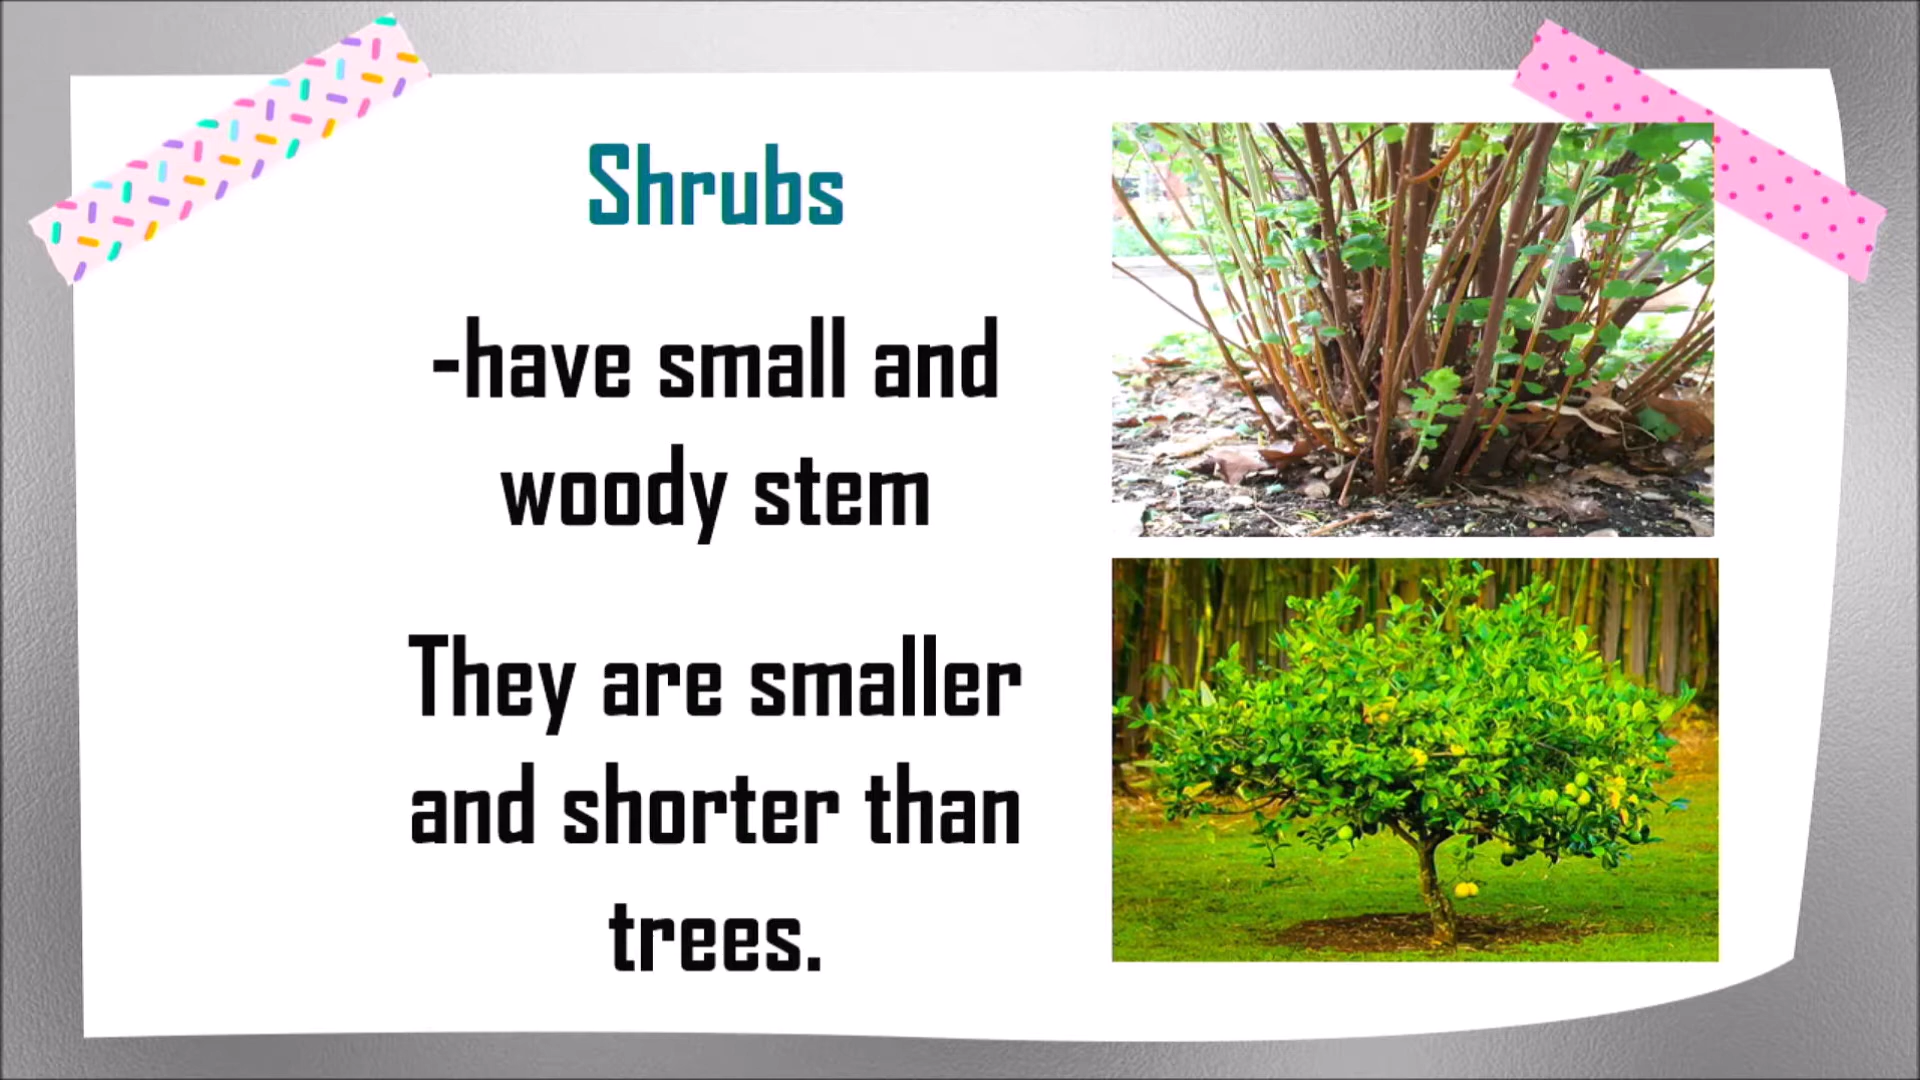 Shrubs
-have small and
woody stem
They are smaller
and shorter than
trees.